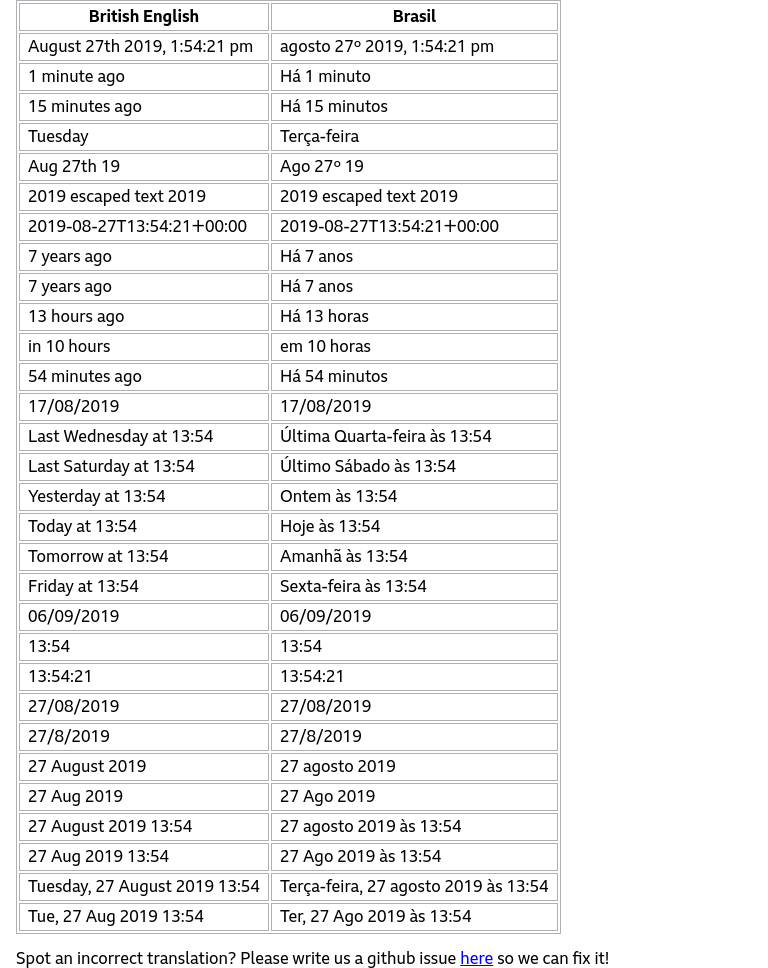 British English Brasil
August 27th 2019, 1:54:21 pm agosto 27º 2019, 1:54:21 pm
1 minute ago Há 1 minuto
15 minutes ago Há 15 minutos
Tuesday Terça-feira
Aug 27th 19 Ago 27º 19
2019 escaped text 2019 2019 escaped text 2019
2019-08-27T13:54:21+00:00 2019-08-27T13:54:21+00:00
7 years ago Há 7 anos
7 years ago Há 7 anos
13 hours ago Há 13 horas
in 10 hours em 10 horas
54 minutes ago Há 54 minutos
17/08/2019 17/08/2019
Last Wednesday at 13:54 Última Quarta-feira às 13:54
Last Saturday at 13:54 Último Sábado às 13:54
Yesterday at 13:54 Ontem às 13:54
Today at 13:54 Hoje às 13:54
Tomorrow at 13:54 Amanhã às 13:54
Friday at 13:54 Sexta-feira às 13:54
06/09/2019 06/09/2019
13:54 13:54
13:54:21 13:54:21
27/08/2019 27/08/2019
27/8/2019 27/8/2019
27 August 2019 27 agosto 2019
27 Aug 2019 27 Ago 2019
27 August 2019 13:54 27 agosto 2019 às 13:54
27 Aug 2019 13:54 27 Ago 2019 às 13:54
Tuesday, 27 August 2019 13:54 Terça-feira, 27 agosto 2019 às 13:54
Tue, 27 Aug 2019 13:54 Ter, 27 Ago 2019 às 13:54
Spot an incorrect translation? Please write us a github issue here so we can fix it!